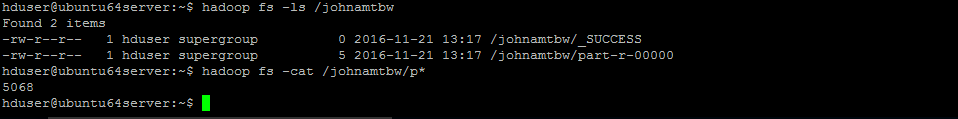 hduser@ubuntu64server:~$ hadoop fs -ls /johnamtbw
Found 2 items
-rw-r--r--   1 hduser supergroup          0 2016-11-21 13:17 /johnamtbw/_SUCCESS
-rw-r--r--   1 hduser supergroup          5 2016-11-21 13:17 /johnamtbw/part-r-00000
hduser@ubuntu64server:~$ hadoop fs -cat /johnamtbw/p*
5068
hduser@ubuntu64server:~$